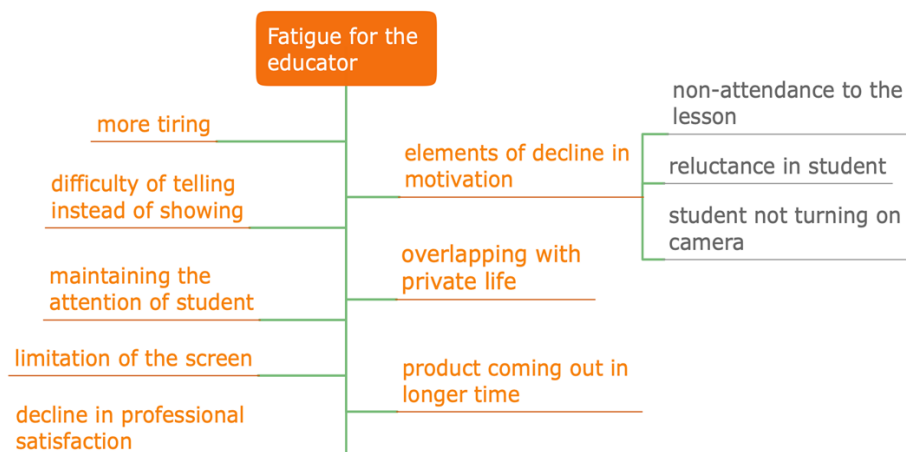 Fatigue for the
educator
more tiring
difficulty of telling
instead of showing
maintaining the
attention of student
limitation of the screen
decline in professional
satisfaction
elements of decline in
motivation
non-attendance to the
lesson
reluctance in student
student not turning on
camera
overlapping with
private life
product coming out in
longer time